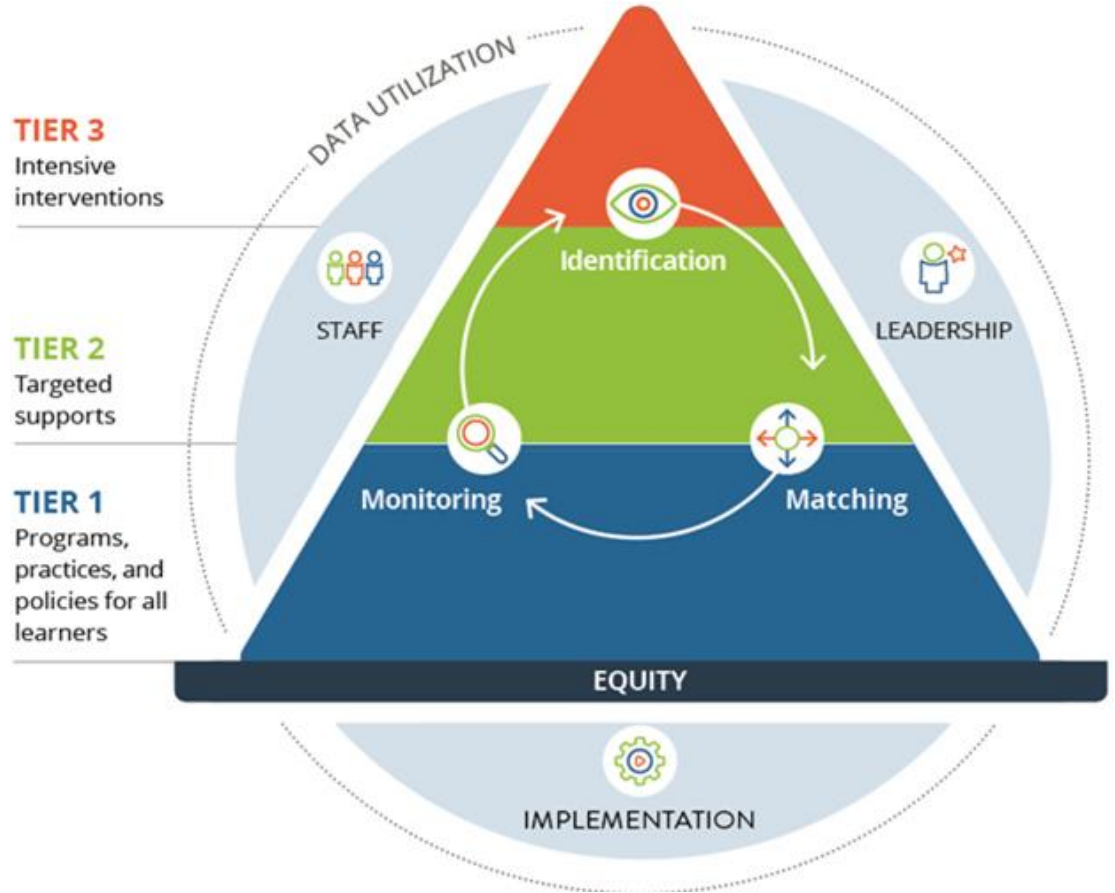 DATA UTILIZATION
TIER 3
Intensive
interventions
Identification
STAFF
LEADERSHIP
TIER 2
Targeted
supports
TIER 1
Programs,
practices, and
policies for all
learners
Monitoring
Matching
EQUITY
IMPLEMENTATION